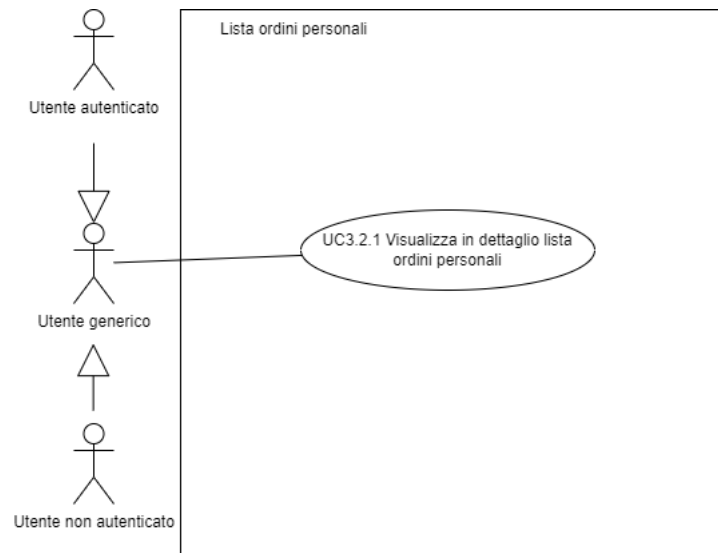 Lista ordini personali
Utente autenticato
UC3.2.1 Visualizza in dettaglio lista
ordini personali
Utente generico
Utente non autenticato